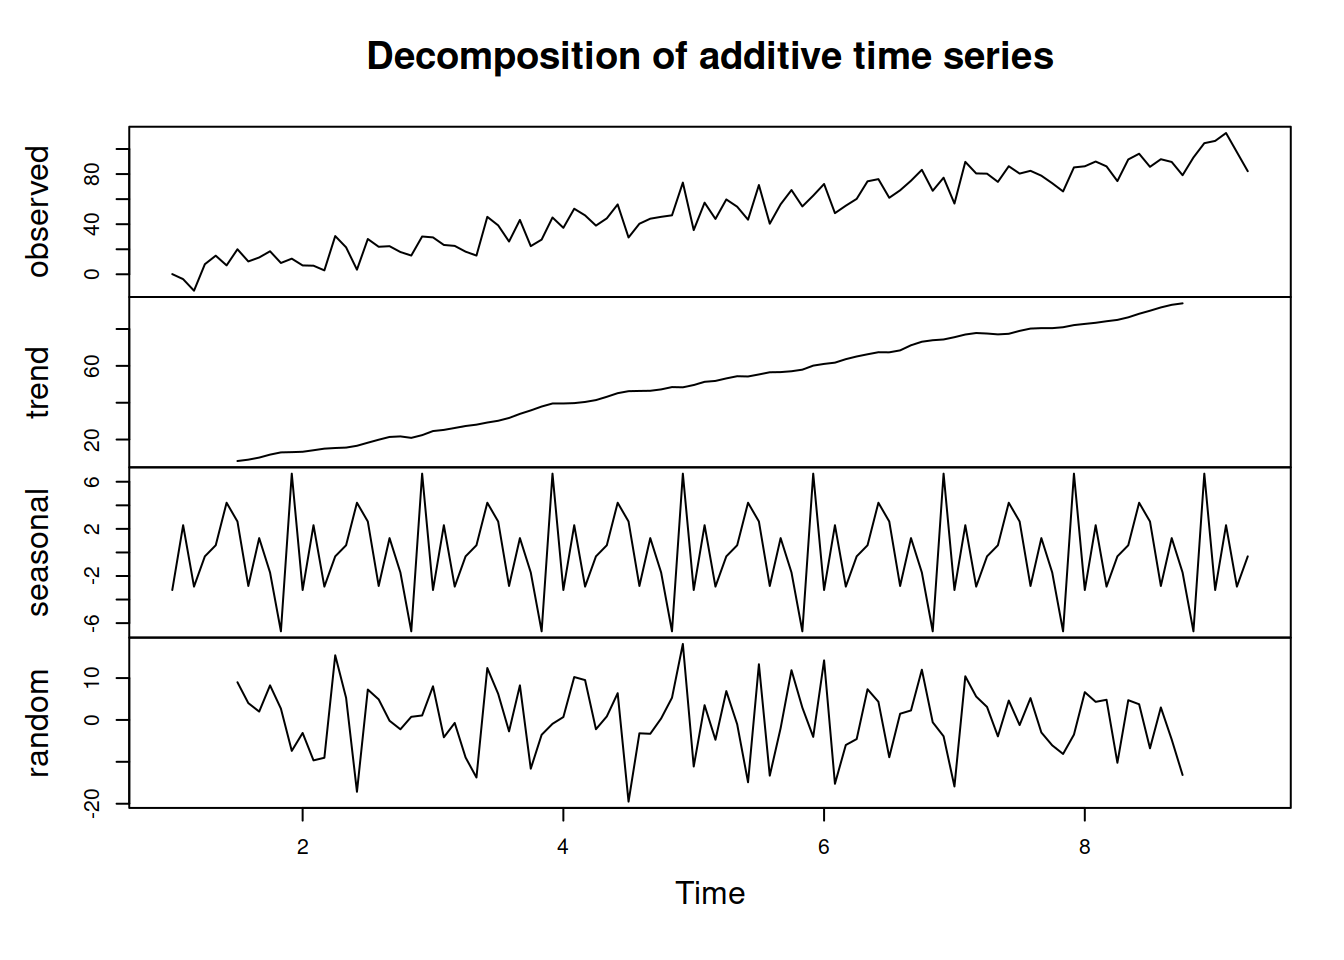 Decomposition of additive time series
observed
0 40 80
trend
20 60
seasonal
-6 -2 2 6
random
-20 0 10
2 4 6 8
Time